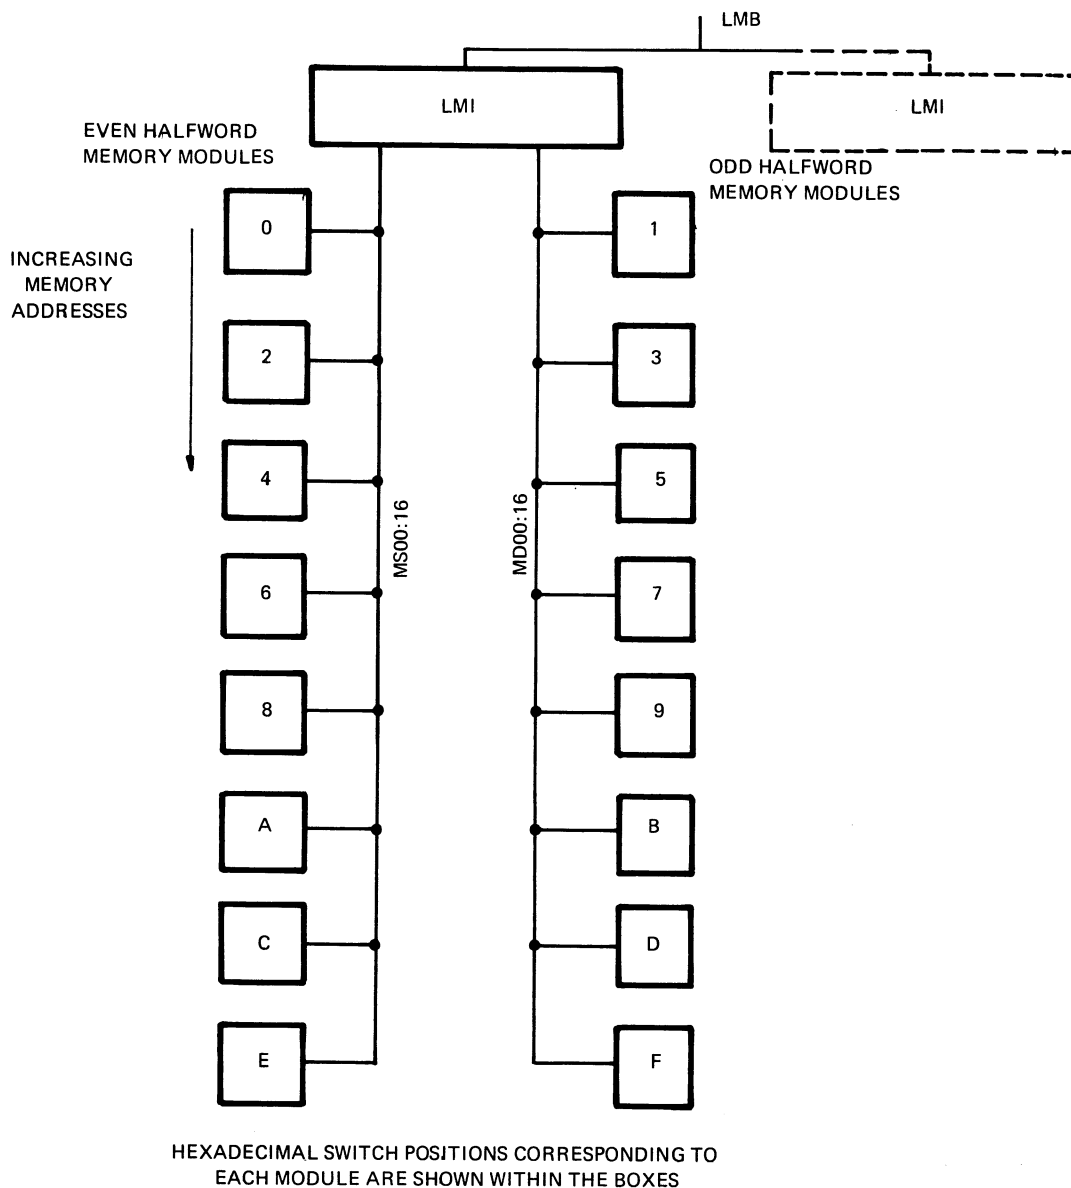 LMB
LMI
LMI
EVEN HALFWORD
MEMORY MODULES
ODD HALFWORD
MEMORY MODULES
INCREASING
MEMORY
ADDRESSES
0
1
2
3
4
5
MS00:16
MD00:16
6
7
8
9
A
B
C
D
E
F
HEXADECIMAL SWITCH POSITIONS CORRESPONDING TO
EACH MODULE ARE SHOWN WITHIN THE BOXES